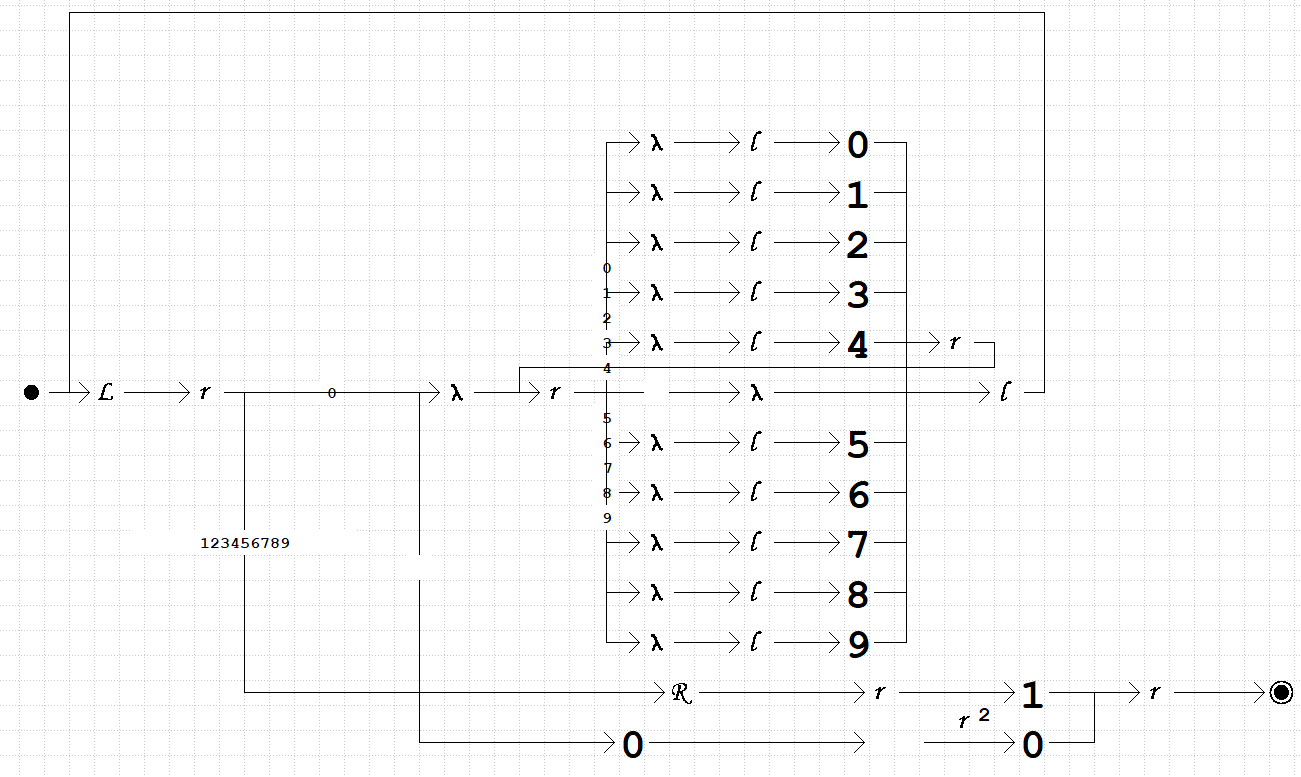 λ l 0
λ l 1
λ l 2
0
1 λ l 3
2
3 λ l 4 r
4
ℒ r 0 λ r λ l
5
6 λ l 5
7
8 λ l 6
9
123456789 λ l 7
λ l 8
λ l 9
ℛ r 1 r
r 2
0 0